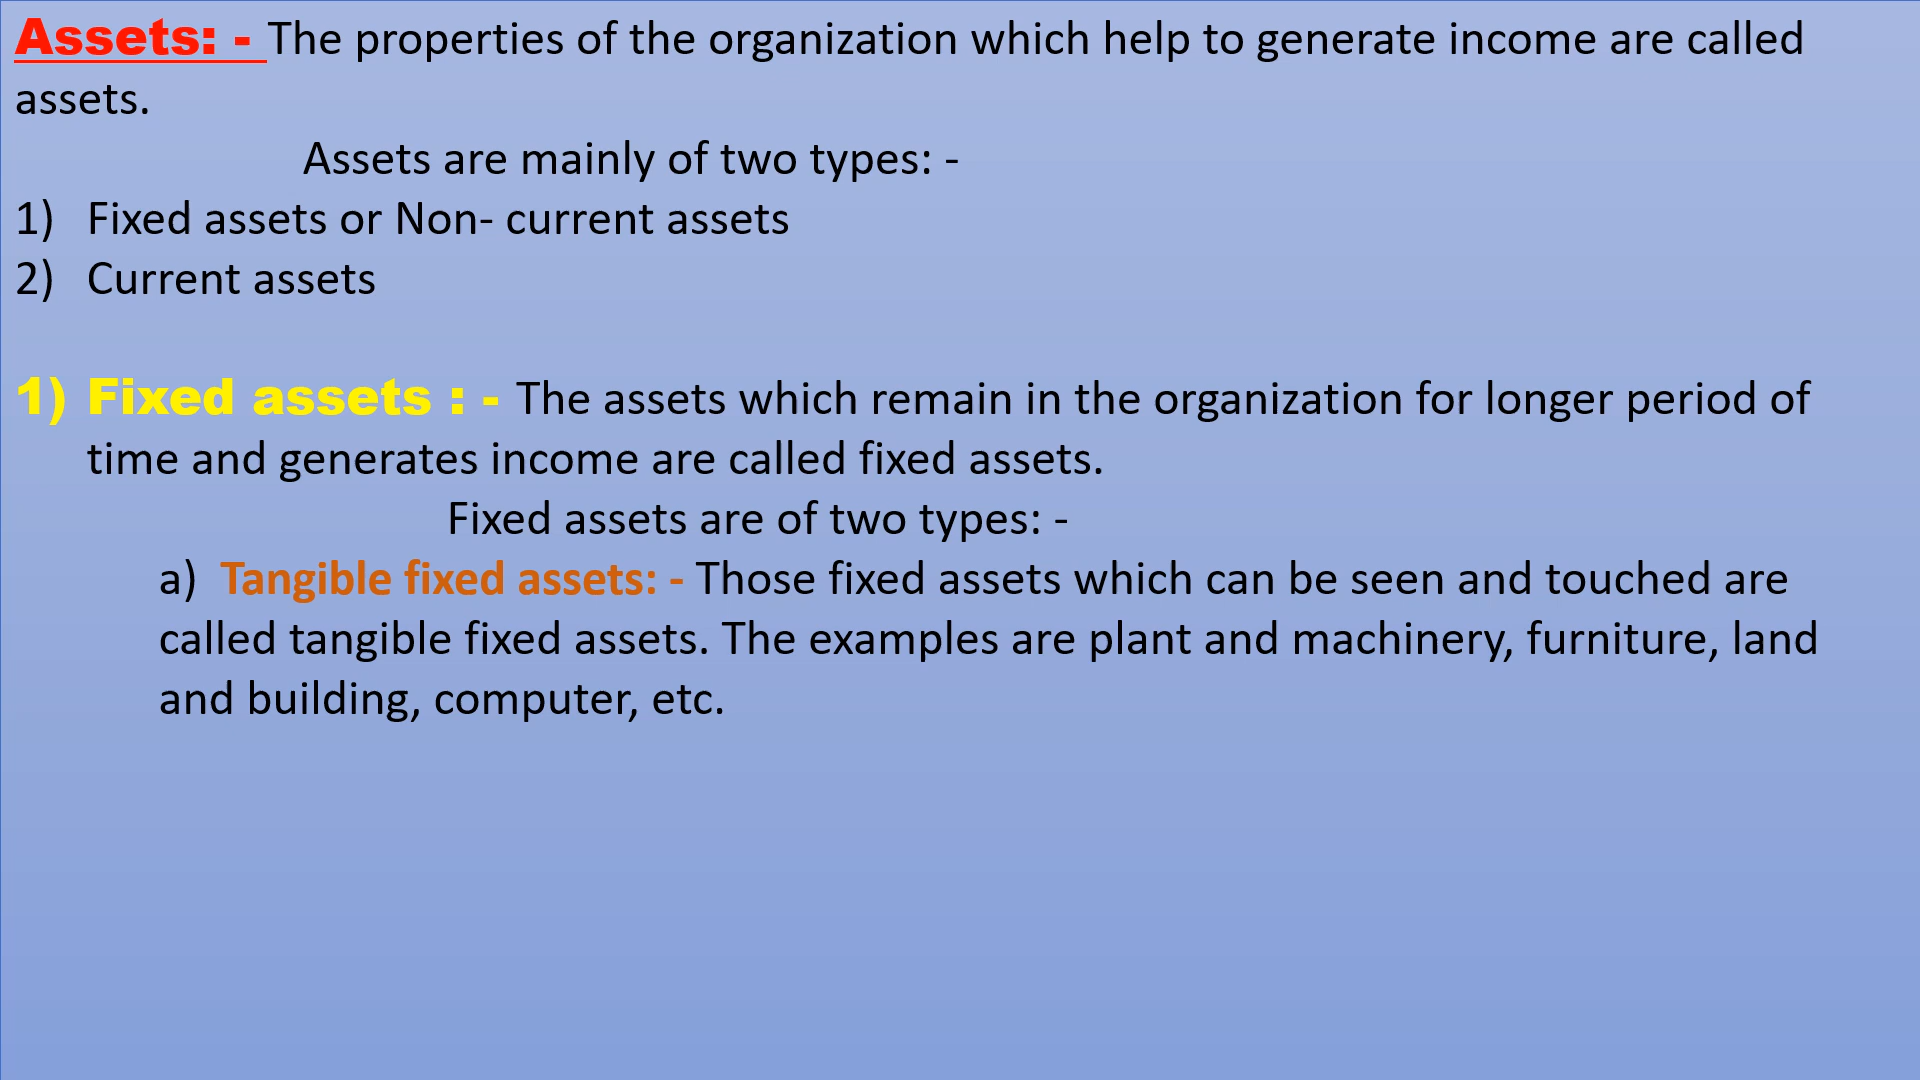 Assets: - The properties of the organization which help to generate income are called
assets.
Assets are mainly of two types: -
1) Fixed assets or Non- current assets
2) Current assets
1) Fixed assets : - The assets which remain in the organization for longer period of
time and generates income are called fixed assets.
Fixed assets are of two types: -
a) Tangible fixed assets: - Those fixed assets which can be seen and touched are
called tangible fixed assets. The examples are plant and machinery, furniture, land
and building, computer, etc.